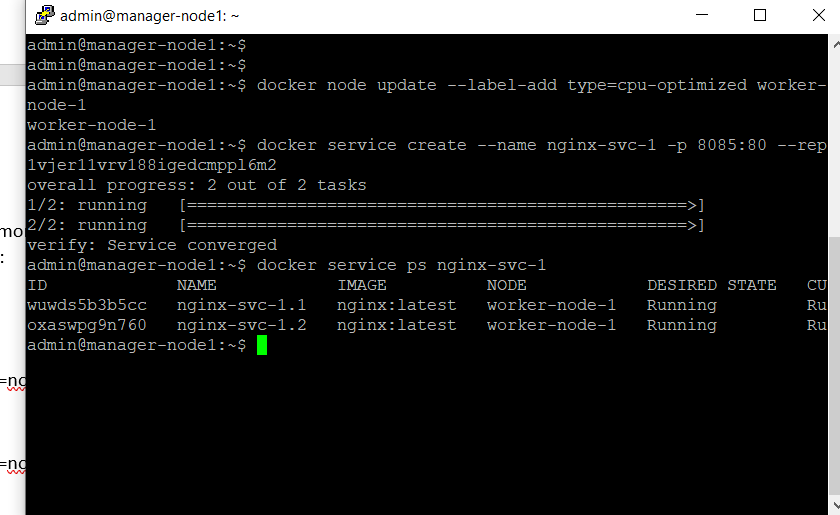 admin@manager-node1: ~
admin@manager-node1:~$
admin@manager-node1:~$
admin@manager-node1:~$ docker node update --label-add type=cpu-optimized worker-
node-1
worker-node-1
admin@manager-node1:~$ docker service create --name nginx-svc-1 -p 8085:80 --rep
1vjer11vrv188igedcmppl6m2
overall progress: 2 out of 2 tasks
1/2: running [==================================================>]
2/2: running [==================================================>]
verify: Service converged
admin@manager-node1:~$ docker service ps nginx-svc-1
ID NAME IMAGE NODE DESIRED STATE CU
wuwds5b3b5cc nginx-svc-1.1 nginx:latest worker-node-1 Running Ru
oxaswpg9n760 nginx-svc-1.2 nginx:latest worker-node-1 Running Ru
admin@manager-node1:~$
mor
:
=no
=no